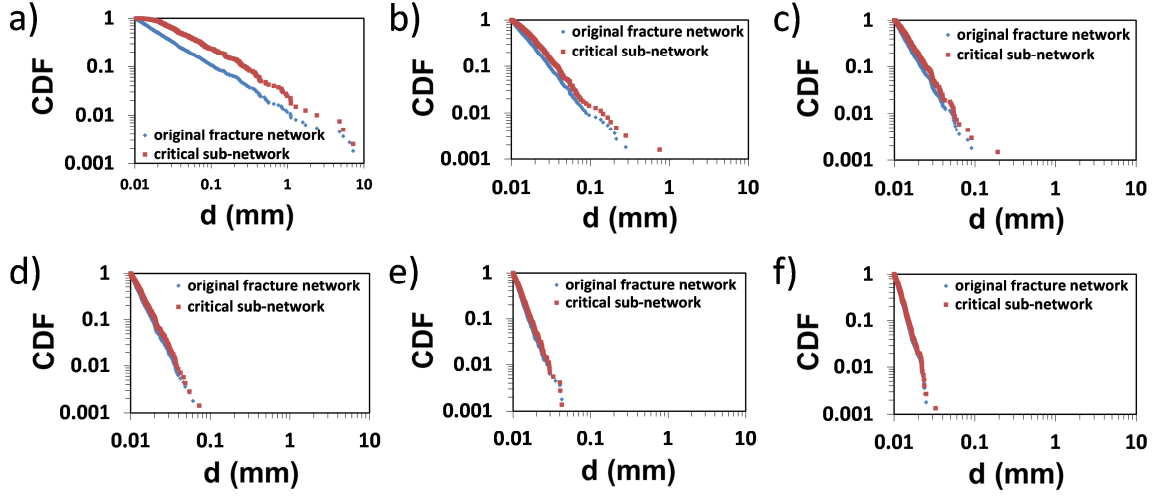 a)
1
0.1
0.01
0.001
CDF
original fracture network
critical sub-network
0.01
0.1
1
10
d (mm)
b)
1
0.1
0.01
0.001
CDF
original fracture network
critical sub-network
0.01
0.1
1
10
d (mm)
c)
1
0.1
0.01
0.001
CDF
original fracture network
critical sub-network
0.01
0.1
1
10
d (mm)
d)
1
0.1
0.01
0.001
CDF
original fracture network
critical sub-network
0.01
0.1
1
10
d (mm)
e)
1
0.1
0.01
0.001
CDF
original fracture network
critical sub-network
0.01
0.1
1
10
d (mm)
f)
1
0.1
0.01
0.001
CDF
original fracture network
critical sub-network
0.01
0.1
1
10
d (mm)